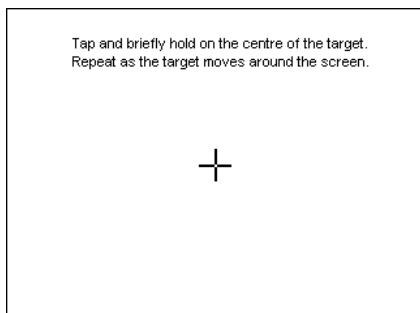 Tap and briefly hold on the centre of the target.
Repeat as the target moves around the screen.